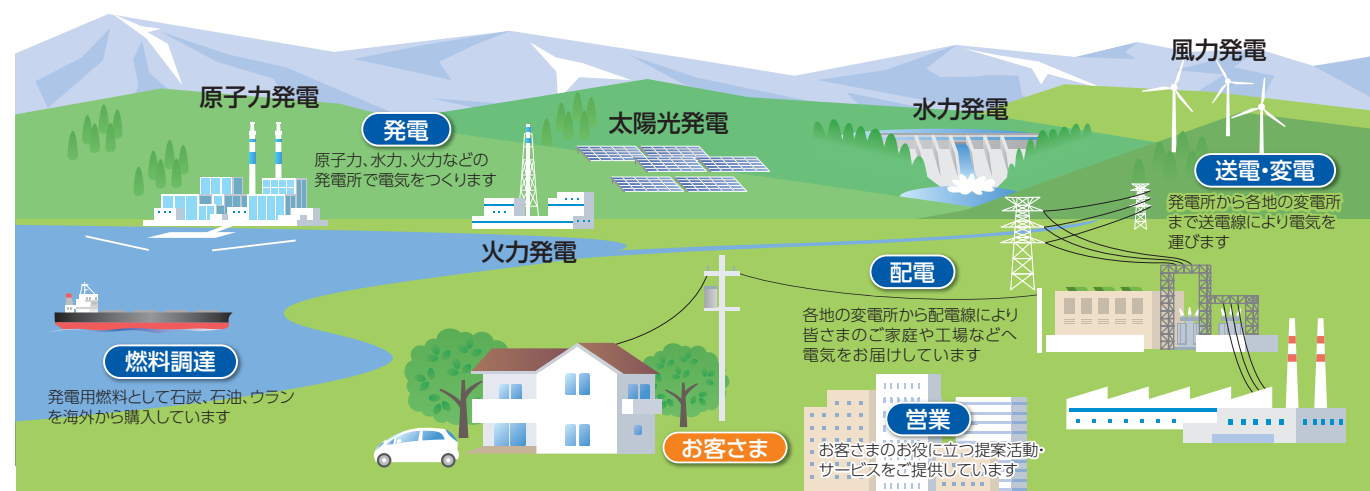 風力発電
原子力発電
水力発電
太陽光発電
発電
原子力、水力、火力などの
発電所で電気をつくります
送電・変電
発電所から各地の変電所
まで送電線により電気を
運びます
火力発電
配電
各地の変電所から配電線により
皆さまのご家庭や工場などへ
電気をお届けしています
燃料調達
発電用燃料として石炭、石油、ウラン
を海外から購入しています
営業
お客さまのお役に立つ提案活動・
サービスをご提供しています
お客さま